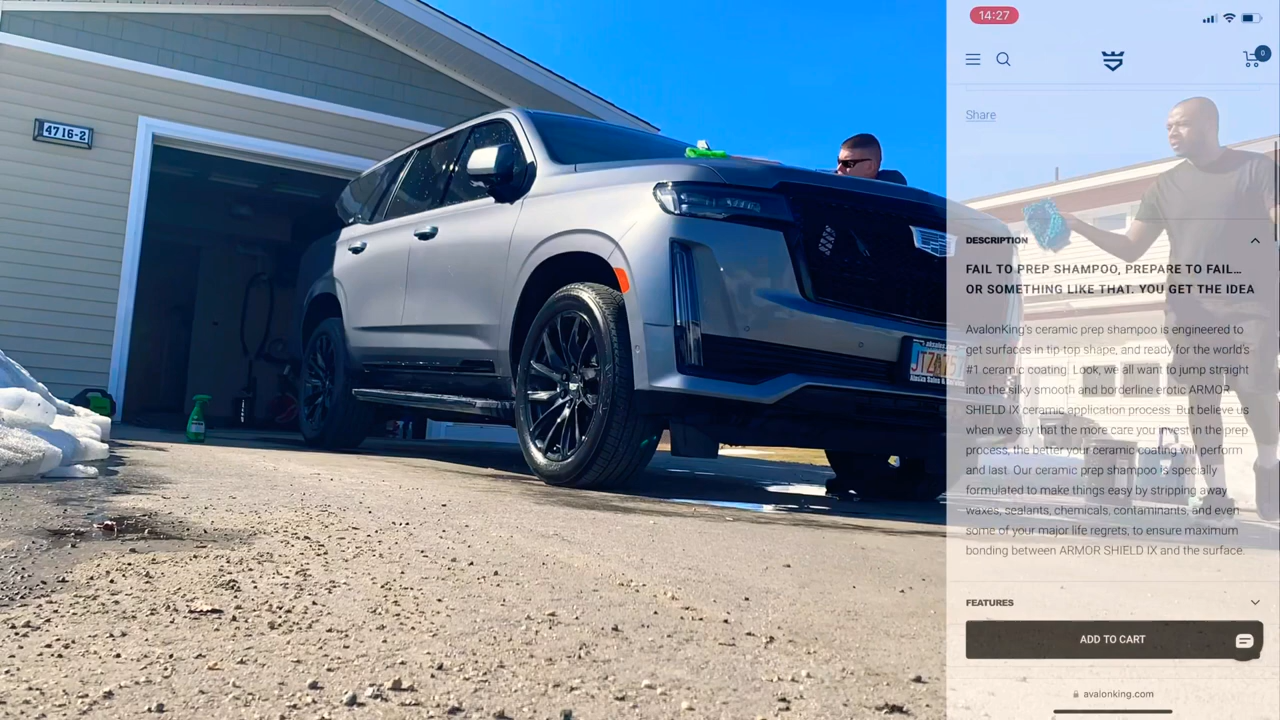 4716-2
JTZ
Alaska Sales &
14:27
0
Share
DESCRIPTION
FAIL TO PREP SHAMPOO, PREPARE TO FAIL…
OR SOMETHING LIKE THAT. YOU GET THE IDEA
AvalonKing's ceramic prep shampoo is engineered to
get surfaces in tip-top shape, and ready for the world's
#1 ceramic coating. Look, we all want to jump straight
into the silky smooth and borderline erotic ARMOR
SHIELD IX ceramic application process. But believe us
when we say that the more care you invest in the prep
process, the better your ceramic coating will perform
and last. Our ceramic prep shampoo is specially
formulated to make things easy by stripping away
waxes, sealants, chemicals, contaminants, and even
some of your major life regrets, to ensure maximum
bonding between ARMOR SHIELD IX and the surface.
FEATURES
ADD TO CART
avalonking.com